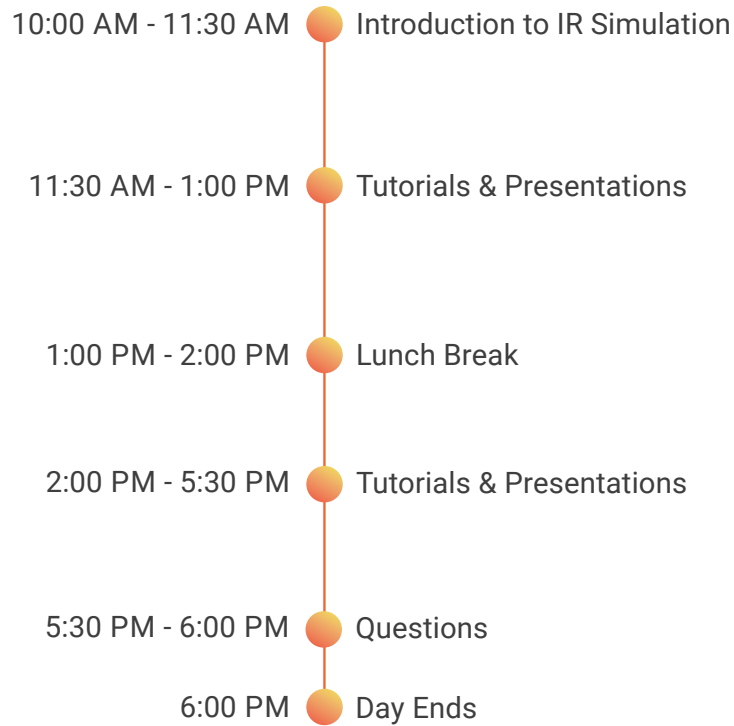 10:00 AM - 11:30 AM Introduction to IR Simulation
11:30 AM - 1:00 PM Tutorials & Presentations
1:00 PM - 2:00 PM Lunch Break
2:00 PM - 5:30 PM Tutorials & Presentations
5:30 PM - 6:00 PM Questions
6:00 PM Day Ends